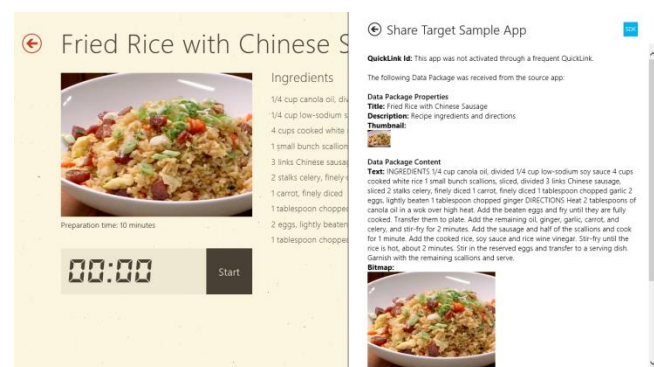 Fried Rice with Chinese S
Ingredients
1/4 cup canola oil, div
1/4 cup low-sodium s
4 cups cooked white
1 small bunch scallion
3 links Chinese sausag
2 stalks celery, finely
1 carrot, finely diced
1 tablespoon chopped
2 eggs, lightly beaten
1 tablespoon chopped
Preparation time: 10 minutes
00:00
Start
Share Target Sample App
SDK
QuickLink Id: This app was not activated through a frequent QuickLink.
The following Data Package was received from the source app:
Data Package Properties
Title: Fried Rice with Chinese Sausage
Description: Recipe ingredients and directions
Thumbnail:
Data Package Content
Text: INGREDIENTS 1/4 cup canola oil, divided 1/4 cup low-sodium soy sauce 4 cups
cooked white rice 1 small bunch scallions, sliced, divided 3 links Chinese sausage,
sliced 2 stalks celery, finely diced 1 carrot, finely diced 1 tablespoon chopped garlic 2
eggs, lightly beaten 1 tablespoon chopped ginger DIRECTIONS Heat 2 tablespoons of
canola oil in a wok over high heat. Add the beaten eggs and fry until they are fully
cooked. Transfer them to plate. Add the remaining oil, ginger, garlic, carrot, and
celery, and stir-fry for 2 minutes. Add the sausage and half of the scallions and cook
for 1 minute. Add the cooked rice, soy sauce and rice wine vinegar. Stir-fry until the
rice is hot, about 2 minutes. Stir in the reserved eggs and transfer to a serving dish.
Garnish with the remaining scallions and serve.
Bitmap: